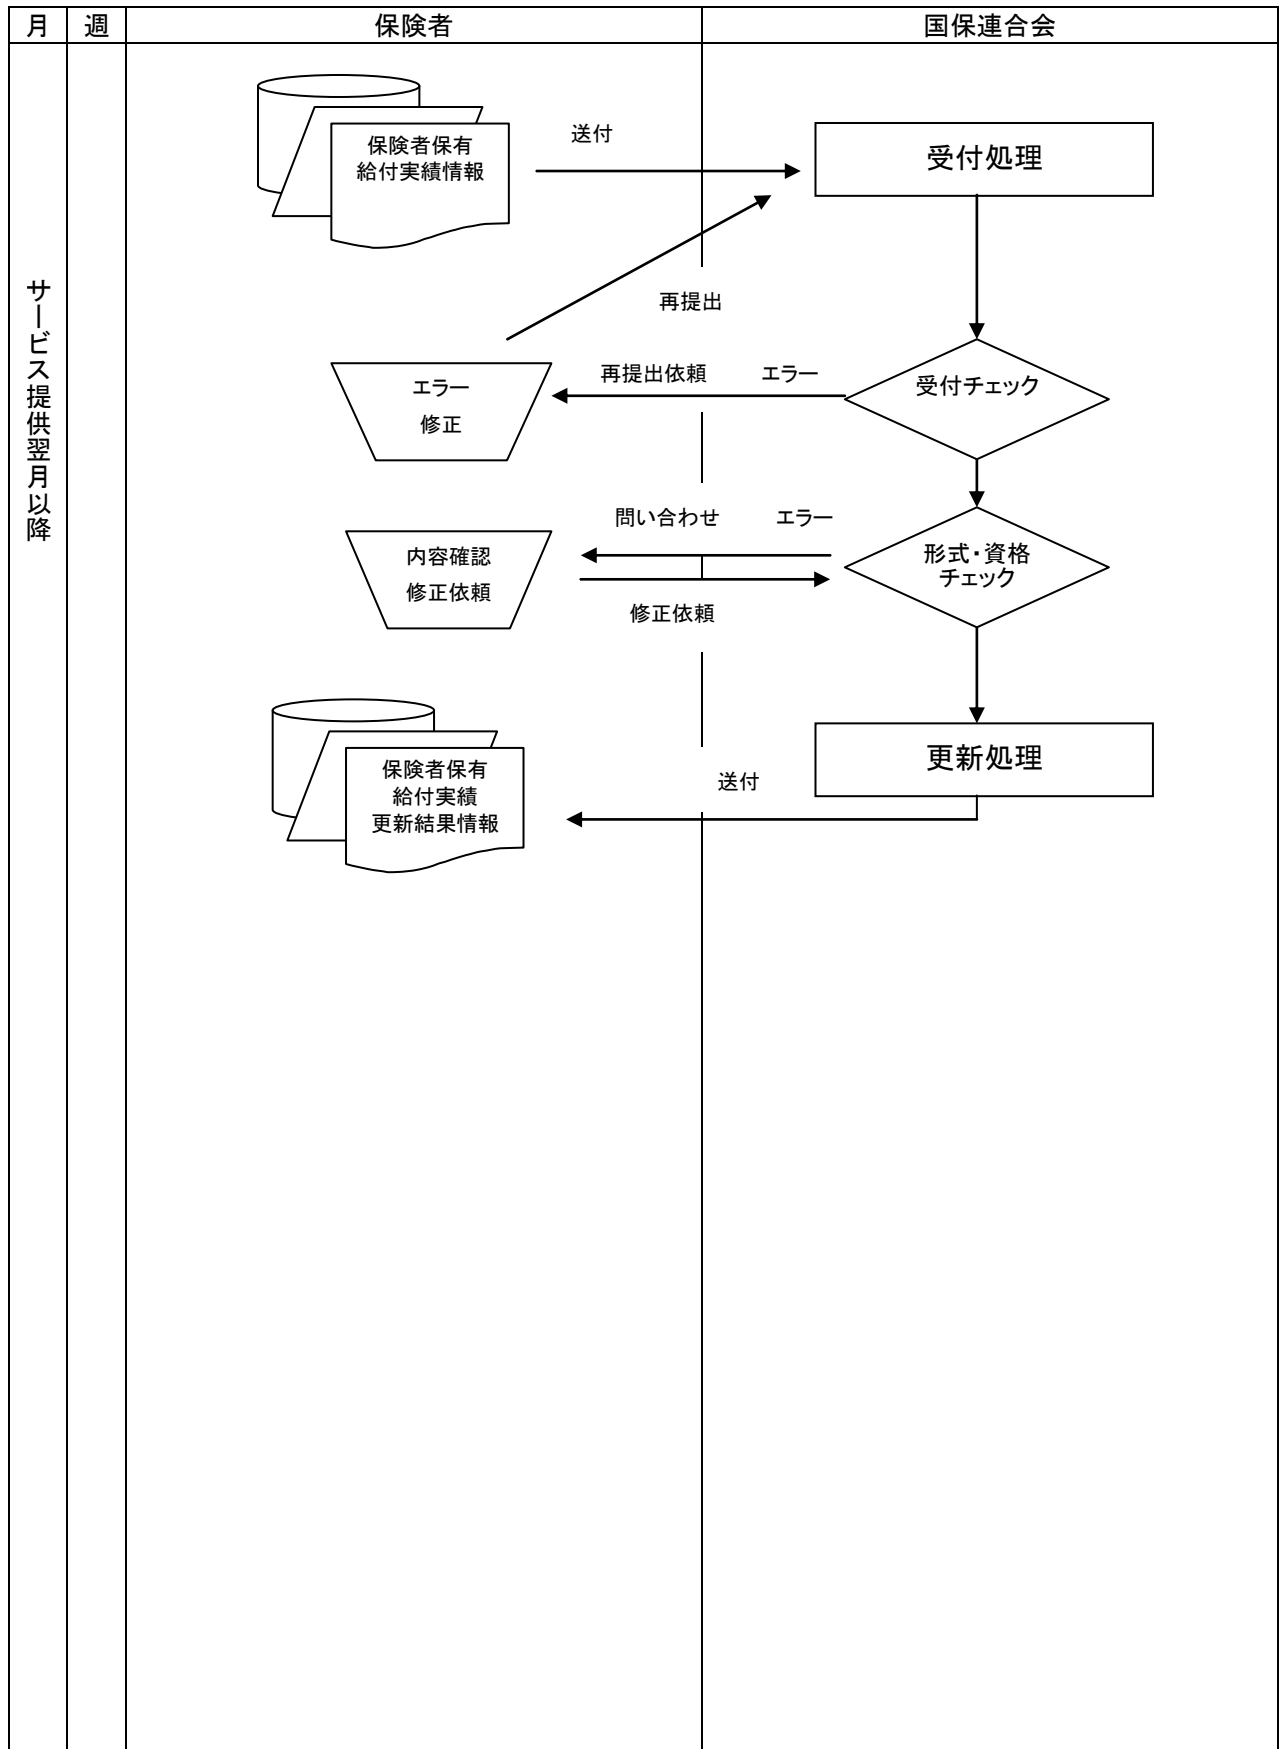 月 週 保険者 国保連合会
サービス提供翌月以降
保険者保有
給付実績情報
送付
受付処理
再提出
エラー
修正
再提出依頼 エラー
受付チェック
問い合わせ エラー
内容確認
修正依頼
形式・資格
チェック
修正依頼
更新処理
送付
保険者保有
給付実績
更新結果情報